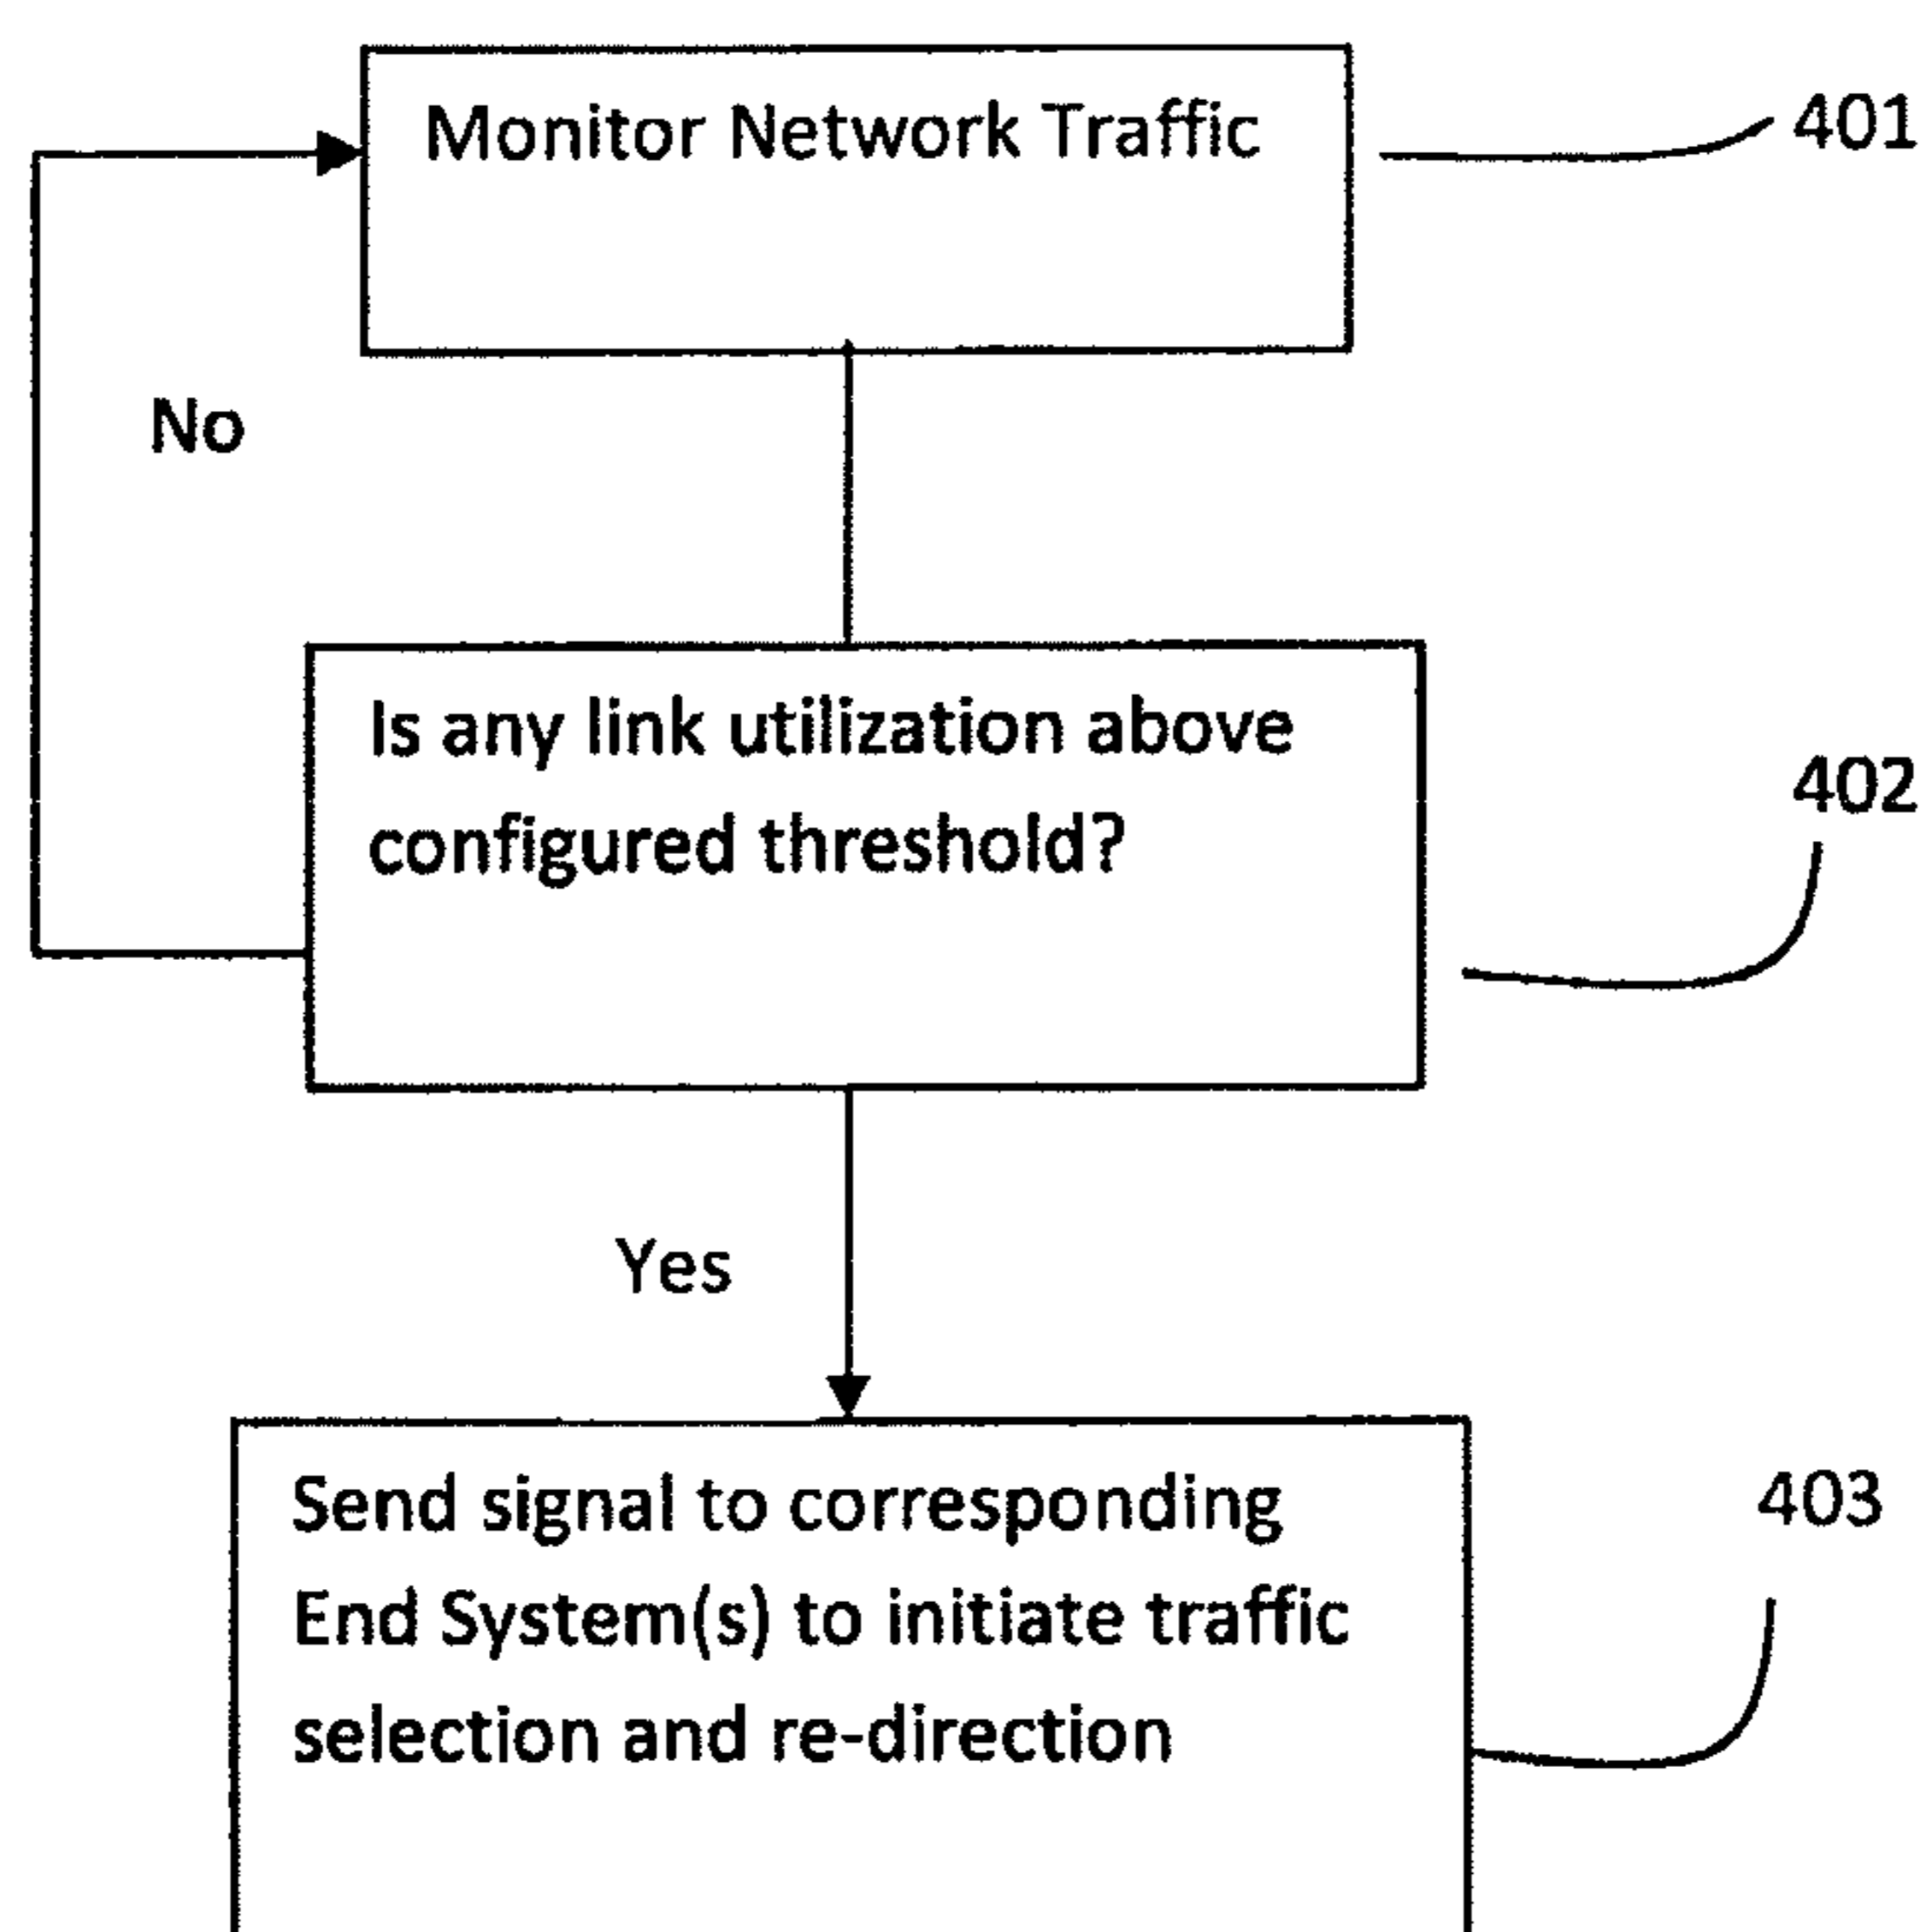 Monitor Network Traffic
401
No
Is any link utilization above
configured threshold?
402
Yes
Send signal to corresponding
End System(s) to initiate traffic
selection and re-direction
403